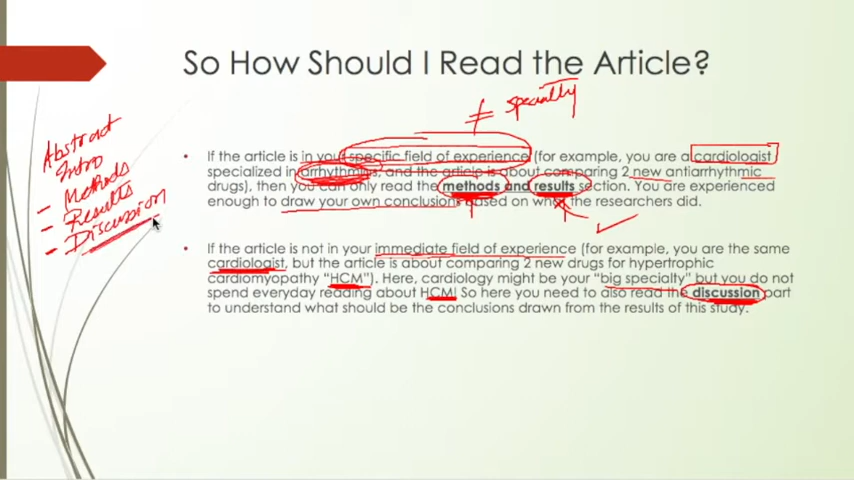 So How Should I Read the Article?
≠ specialty
Abstract
Intro
- Methods
- Results
- Discussion
• If the article is in your specific field of experience (for example, you are a cardiologist
specialized in arrhythmias, and the article is about comparing 2 new antiarrhythmic
drugs), then you can only read the methods and results section. You are experienced
enough to draw your own conclusions based on what the researchers did.
• If the article is not in your immediate field of experience (for example, you are the same
cardiologist, but the article is about comparing 2 new drugs for hypertrophic
cardiomyopathy "HCM"). Here, cardiology might be your "big specialty" but you do not
spend everyday reading about HCM! So here you need to also read the discussion part
to understand what should be the conclusions drawn from the results of this study.